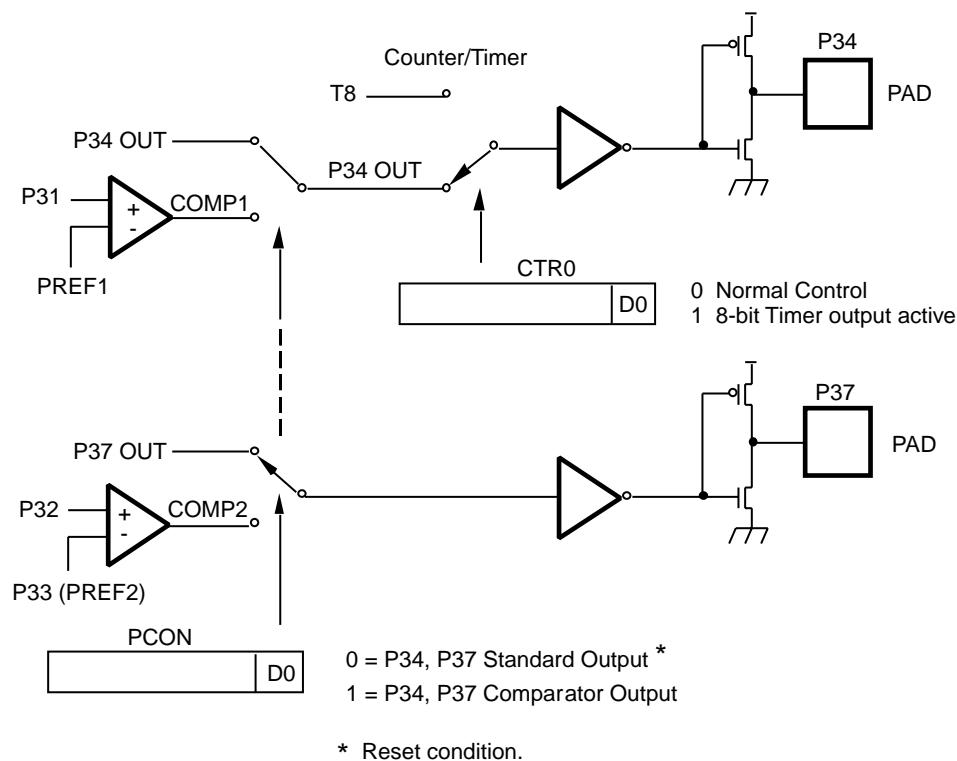 P34
Counter/Timer
T8
PAD
P34 OUT
P34 OUT
P31
COMP1
+
-
PREF1
CTR0
D0
0 Normal Control
1 8-bit Timer output active
P37
P37 OUT
PAD
P32
COMP2
+
-
P33 (PREF2)
PCON
D0
0 = P34, P37 Standard Output *
1 = P34, P37 Comparator Output
* Reset condition.